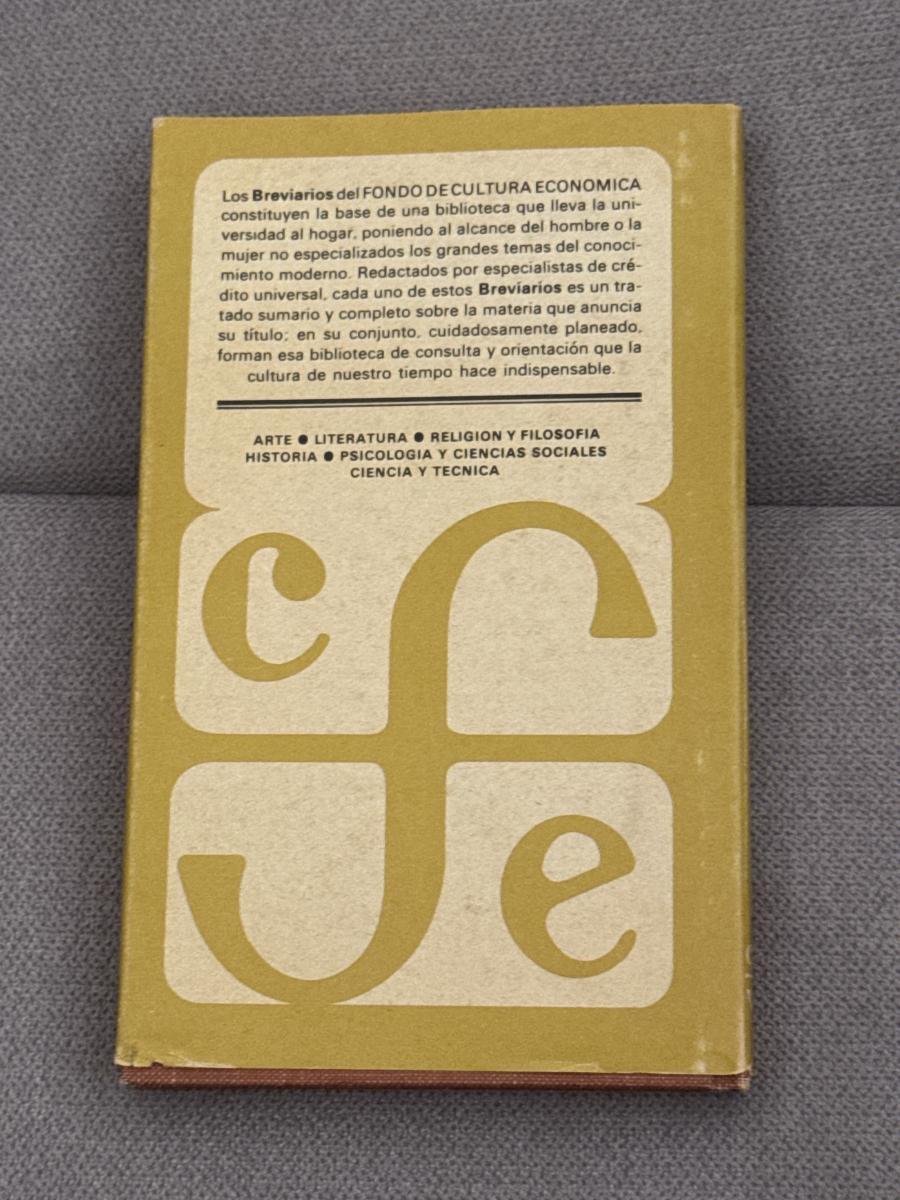 Los Breviarios del FONDO DE CULTURA ECONOMICA
constituyen la base de una biblioteca que lleva la uni-
versidad al hogar, poniendo al alcance del hombre o la
mujer no especializados los grandes temas del conoci-
miento moderno. Redactados por especialistas de cré-
dito universal, cada uno de estos Breviarios es un tra-
tado sumario y completo sobre la materia que anuncia
su título; en su conjunto, cuidadosamente planeado,
forman esa biblioteca de consulta y orientación que la
cultura de nuestro tiempo hace indispensable.
ARTE ● LITERATURA ● RELIGION Y FILOSOFIA
HISTORIA ● PSICOLOGIA Y CIENCIAS SOCIALES
CIENCIA Y TECNICA
c f
e